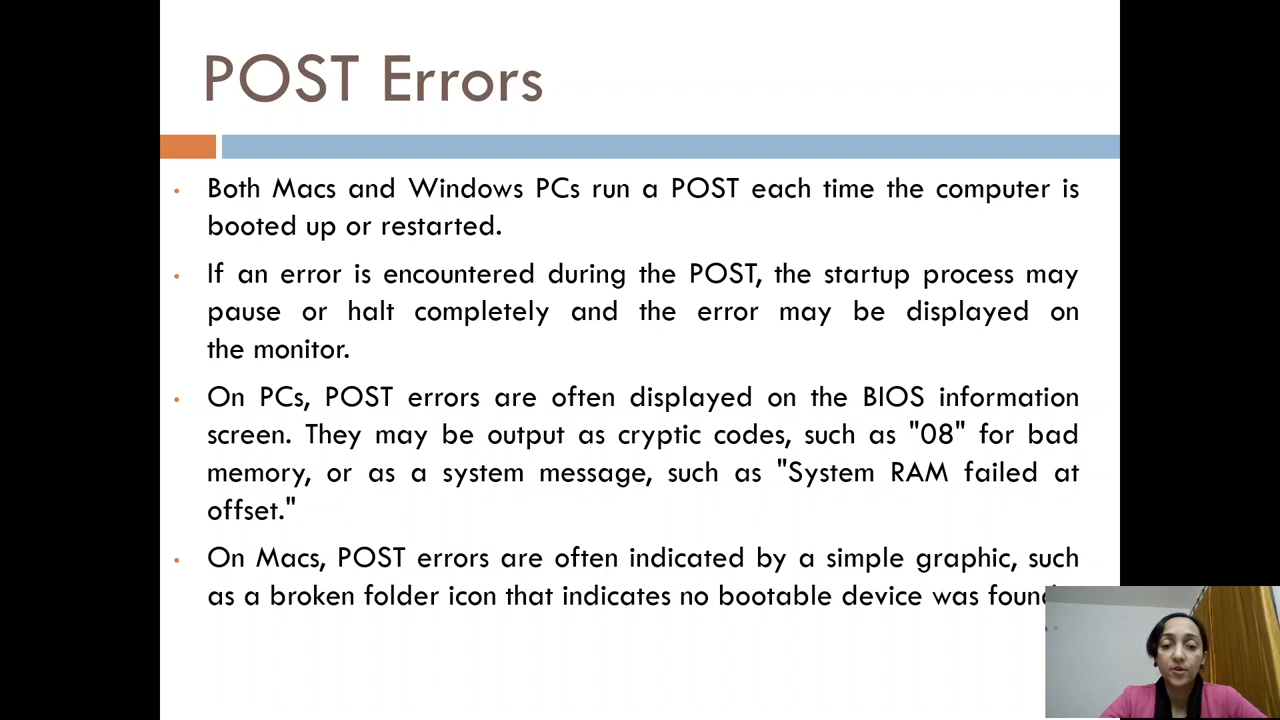 POST Errors
• Both Macs and Windows PCs run a POST each time the computer is
booted up or restarted.
• If an error is encountered during the POST, the startup process may
pause or halt completely and the error may be displayed on
the monitor.
• On PCs, POST errors are often displayed on the BIOS information
screen. They may be output as cryptic codes, such as "08" for bad
memory, or as a system message, such as "System RAM failed at
offset."
• On Macs, POST errors are often indicated by a simple graphic, such
as a broken folder icon that indicates no bootable device was